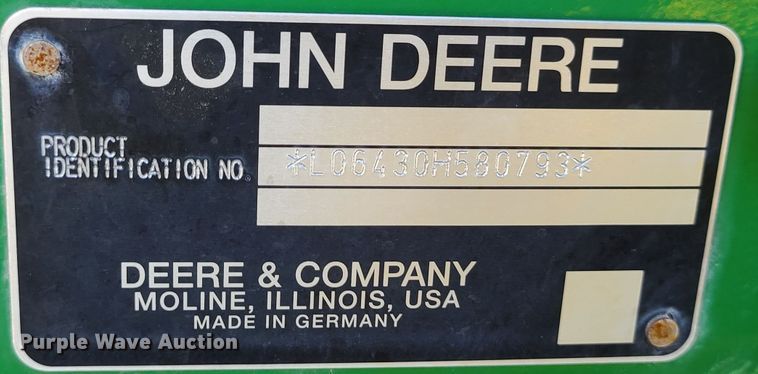 JOHN DEERE
PRODUCT
IDENTIFICATION NO.
*L06430H580793*
DEERE & COMPANY
MOLINE, ILLINOIS, USA
MADE IN GERMANY
Purple Wave Auction